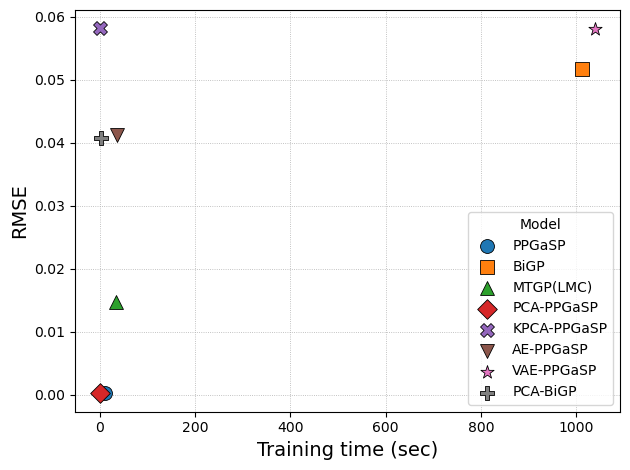 0.06
0.05
0.04
0.03
0.02
0.01
0.00
RMSE
0 200 400 600 800 1000
Training time (sec)
Model
PPGaSP
BiGP
MTGP(LMC)
PCA-PPGaSP
KPCA-PPGaSP
AE-PPGaSP
VAE-PPGaSP
PCA-BiGP